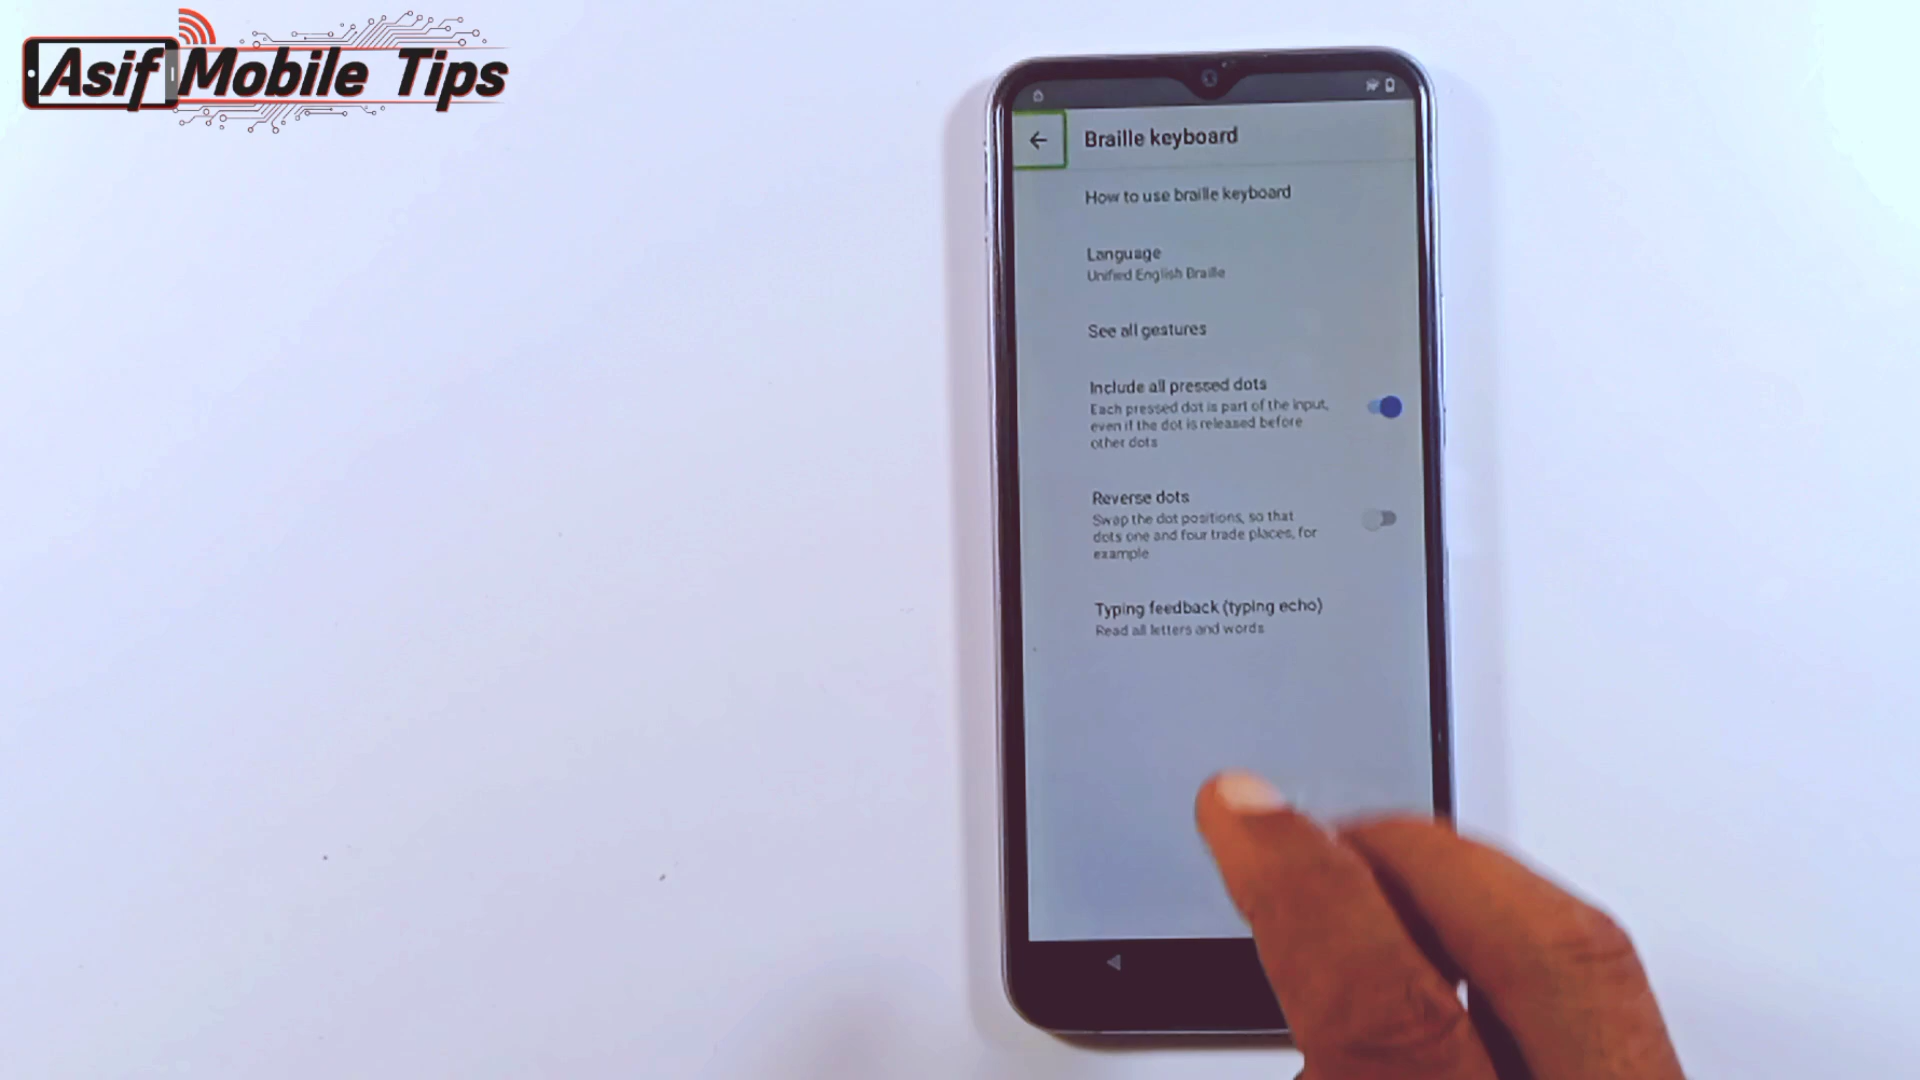 Asif Mobile Tips
Braille keyboard
How to use braille keyboard
Language
Unified English Braille
See all gestures
Include all pressed dots
Each pressed dot is part of the input,
even if the dot is released before
other dots
Reverse dots
Swap the dot positions, so that
dots one and four trade places, for
example
Typing feedback (typing echo)
Read all letters and words